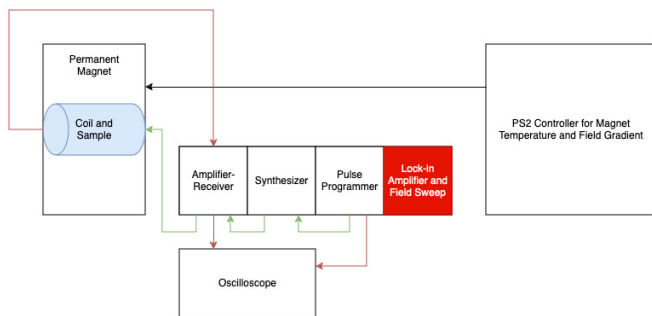 Permanent
Magnet
Coil and
Sample
PS2 Controller for Magnet
Temperature and Field Gradient
Amplifier-
Receiver
Synthesizer
Pulse
Programmer
Lock-in
Amplifier and
Field Sweep
Oscilloscope